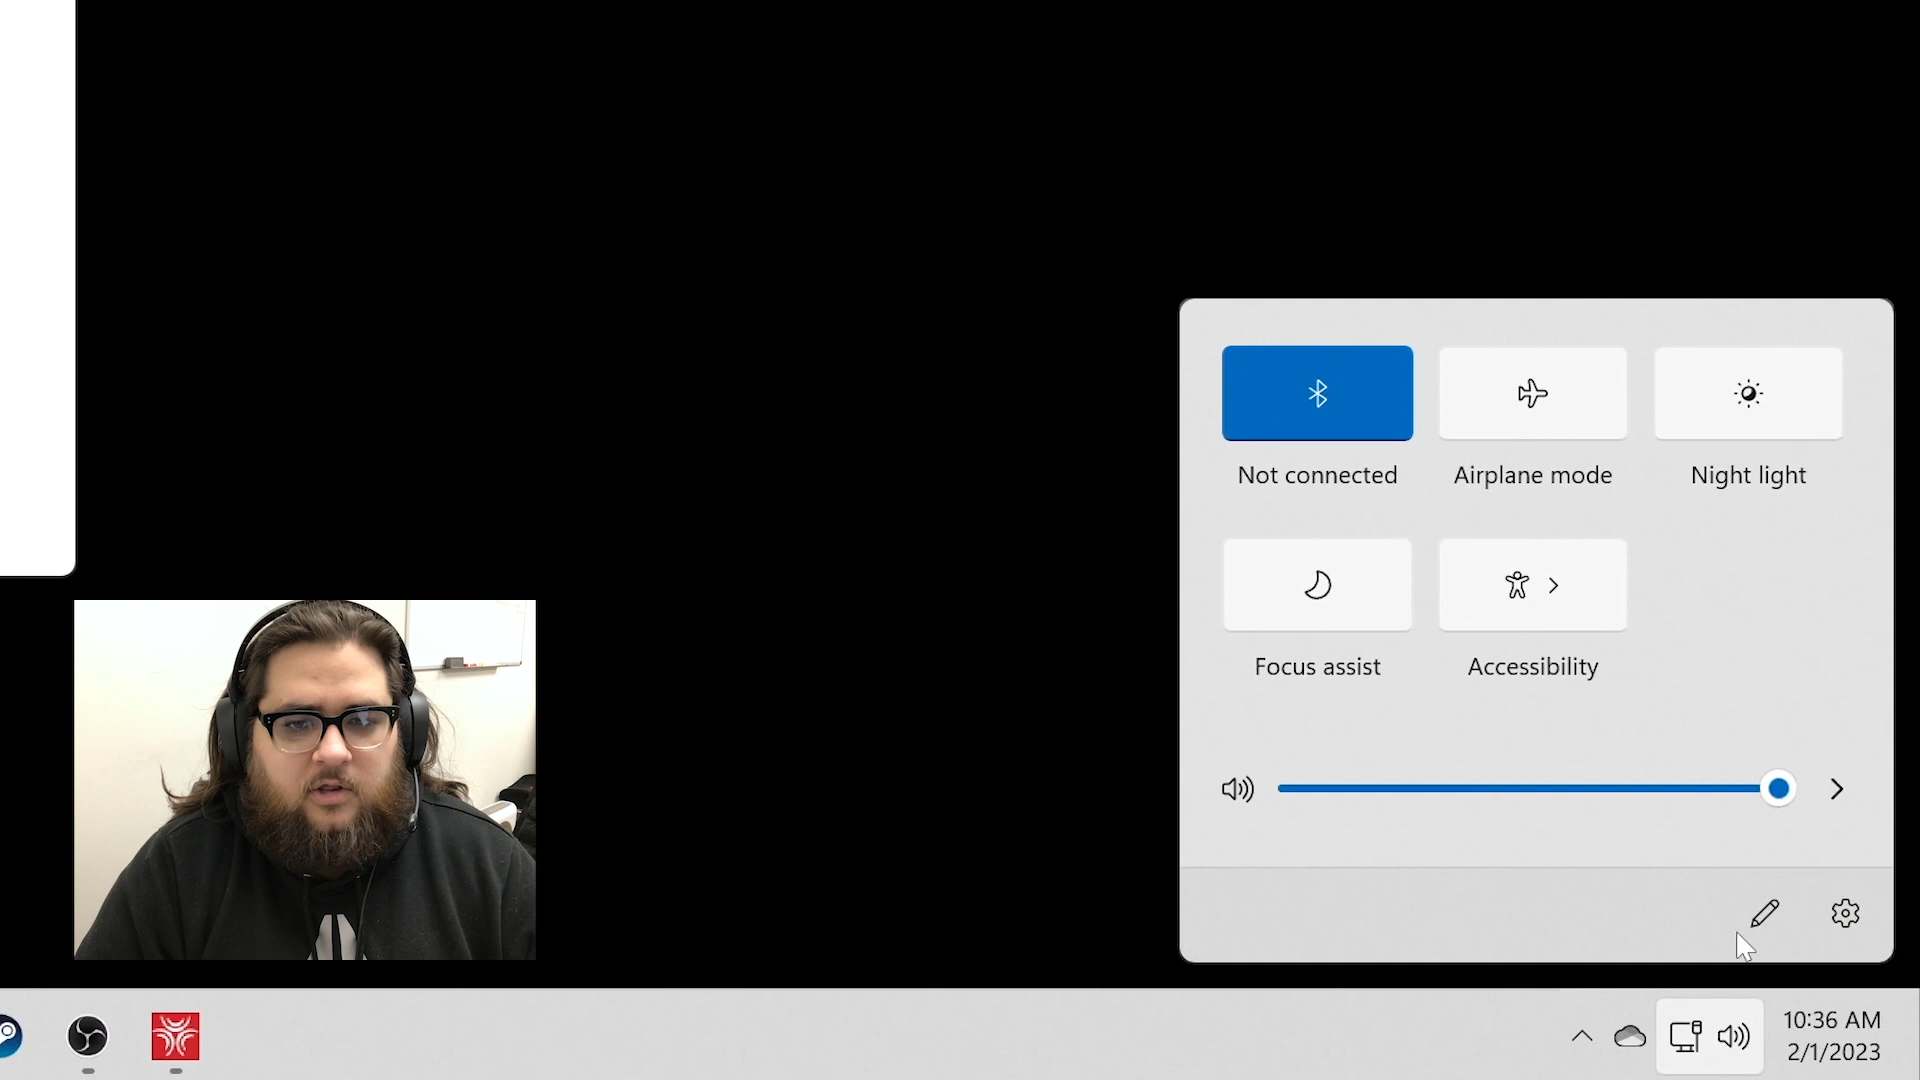 Not connected
Airplane mode
Night light
Focus assist
Accessibility
10:36 AM
2/1/2023